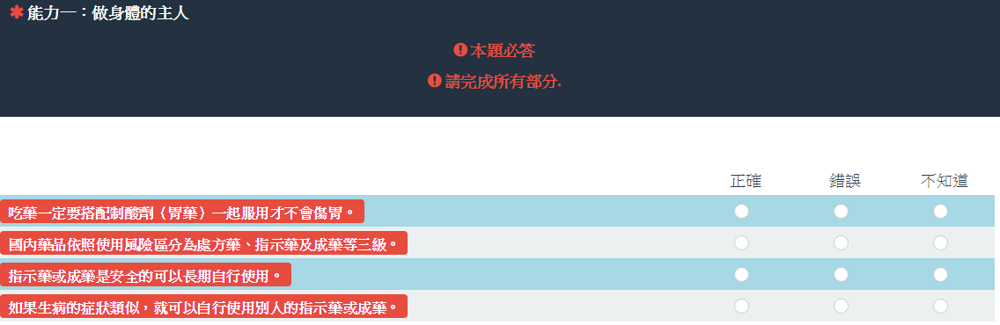 ✱ 能力一：做身體的主人
本題必答
請完成所有部分.
正確 錯誤 不知道
吃藥一定要搭配制酸劑（胃藥）一起服用才不會傷胃。
國內藥品依照使用風險區分為處方藥、指示藥及成藥等三級。
指示藥或成藥是安全的可以長期自行使用。
如果生病的症狀類似，就可以自行使用別人的指示藥或成藥。